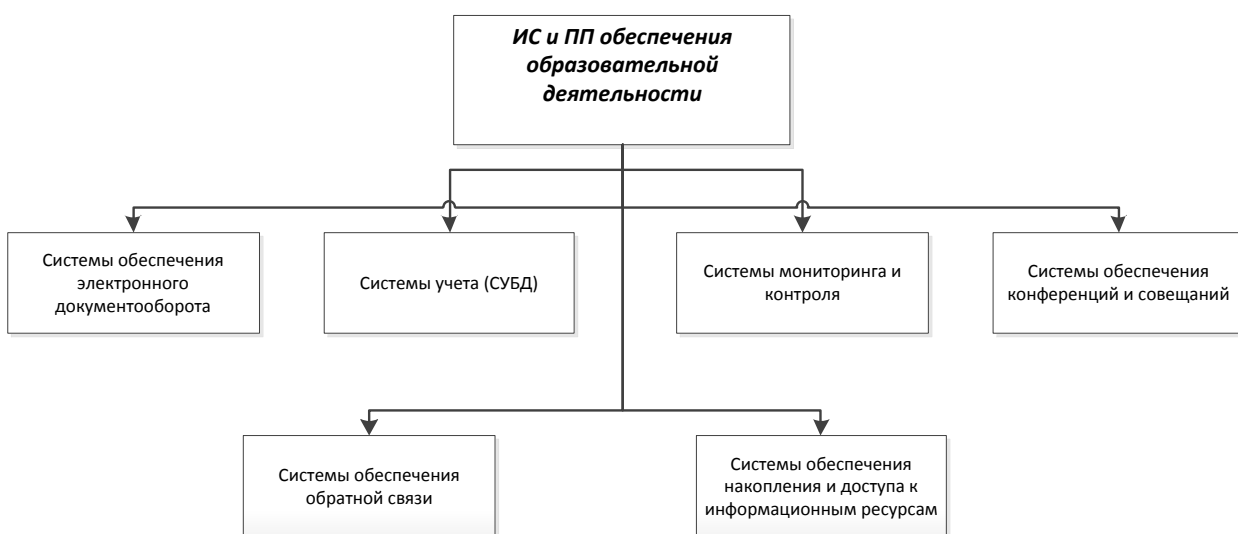 ИС и ПП обеспечения
образовательной
деятельности
Системы обеспечения
электронного
документооборота
Системы учета (СУБД)
Системы мониторинга и
контроля
Системы обеспечения
конференций и совещаний
Системы обеспечения
обратной связи
Системы обеспечения
накопления и доступа к
информационным ресурсам